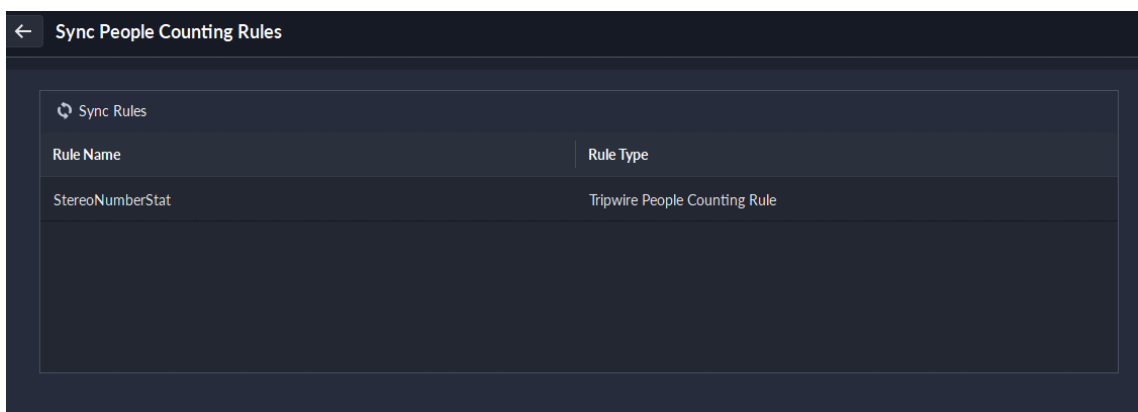 Sync People Counting Rules
Sync Rules
Rule Name Rule Type
StereoNumberStat Tripwire People Counting Rule